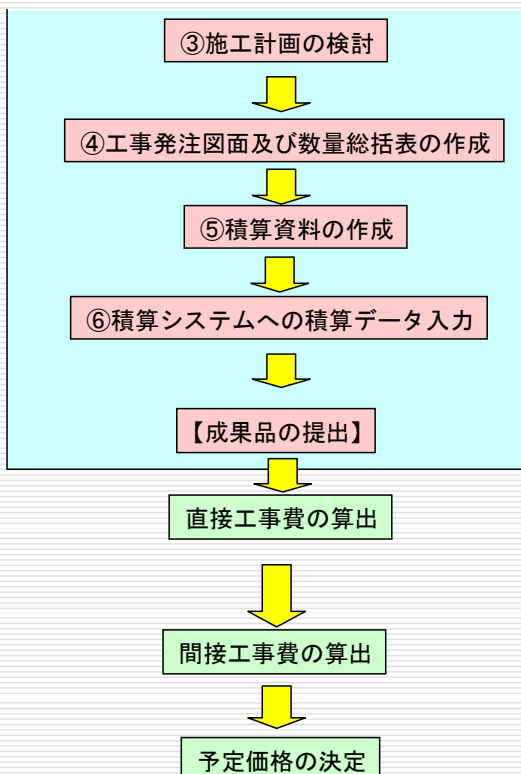 ③施工計画の検討
④工事発注図面及び数量総括表の作成
⑤積算資料の作成
⑥積算システムへの積算データ入力
【成果品の提出】
直接工事費の算出
間接工事費の算出
予定価格の決定